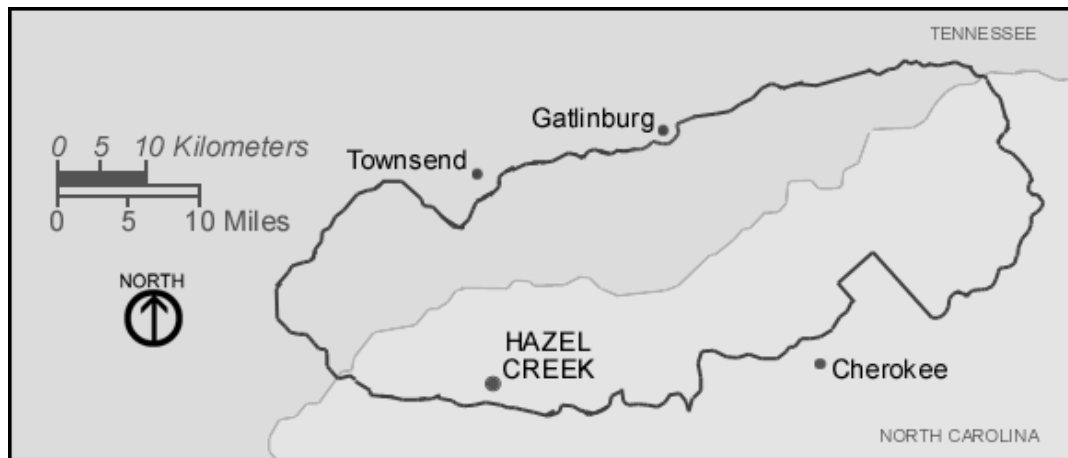 TENNESSEE
Gatlinburg
0 5 10 Kilometers
Townsend
0 5 10 Miles
NORTH
HAZEL
CREEK
Cherokee
NORTH CAROLINA